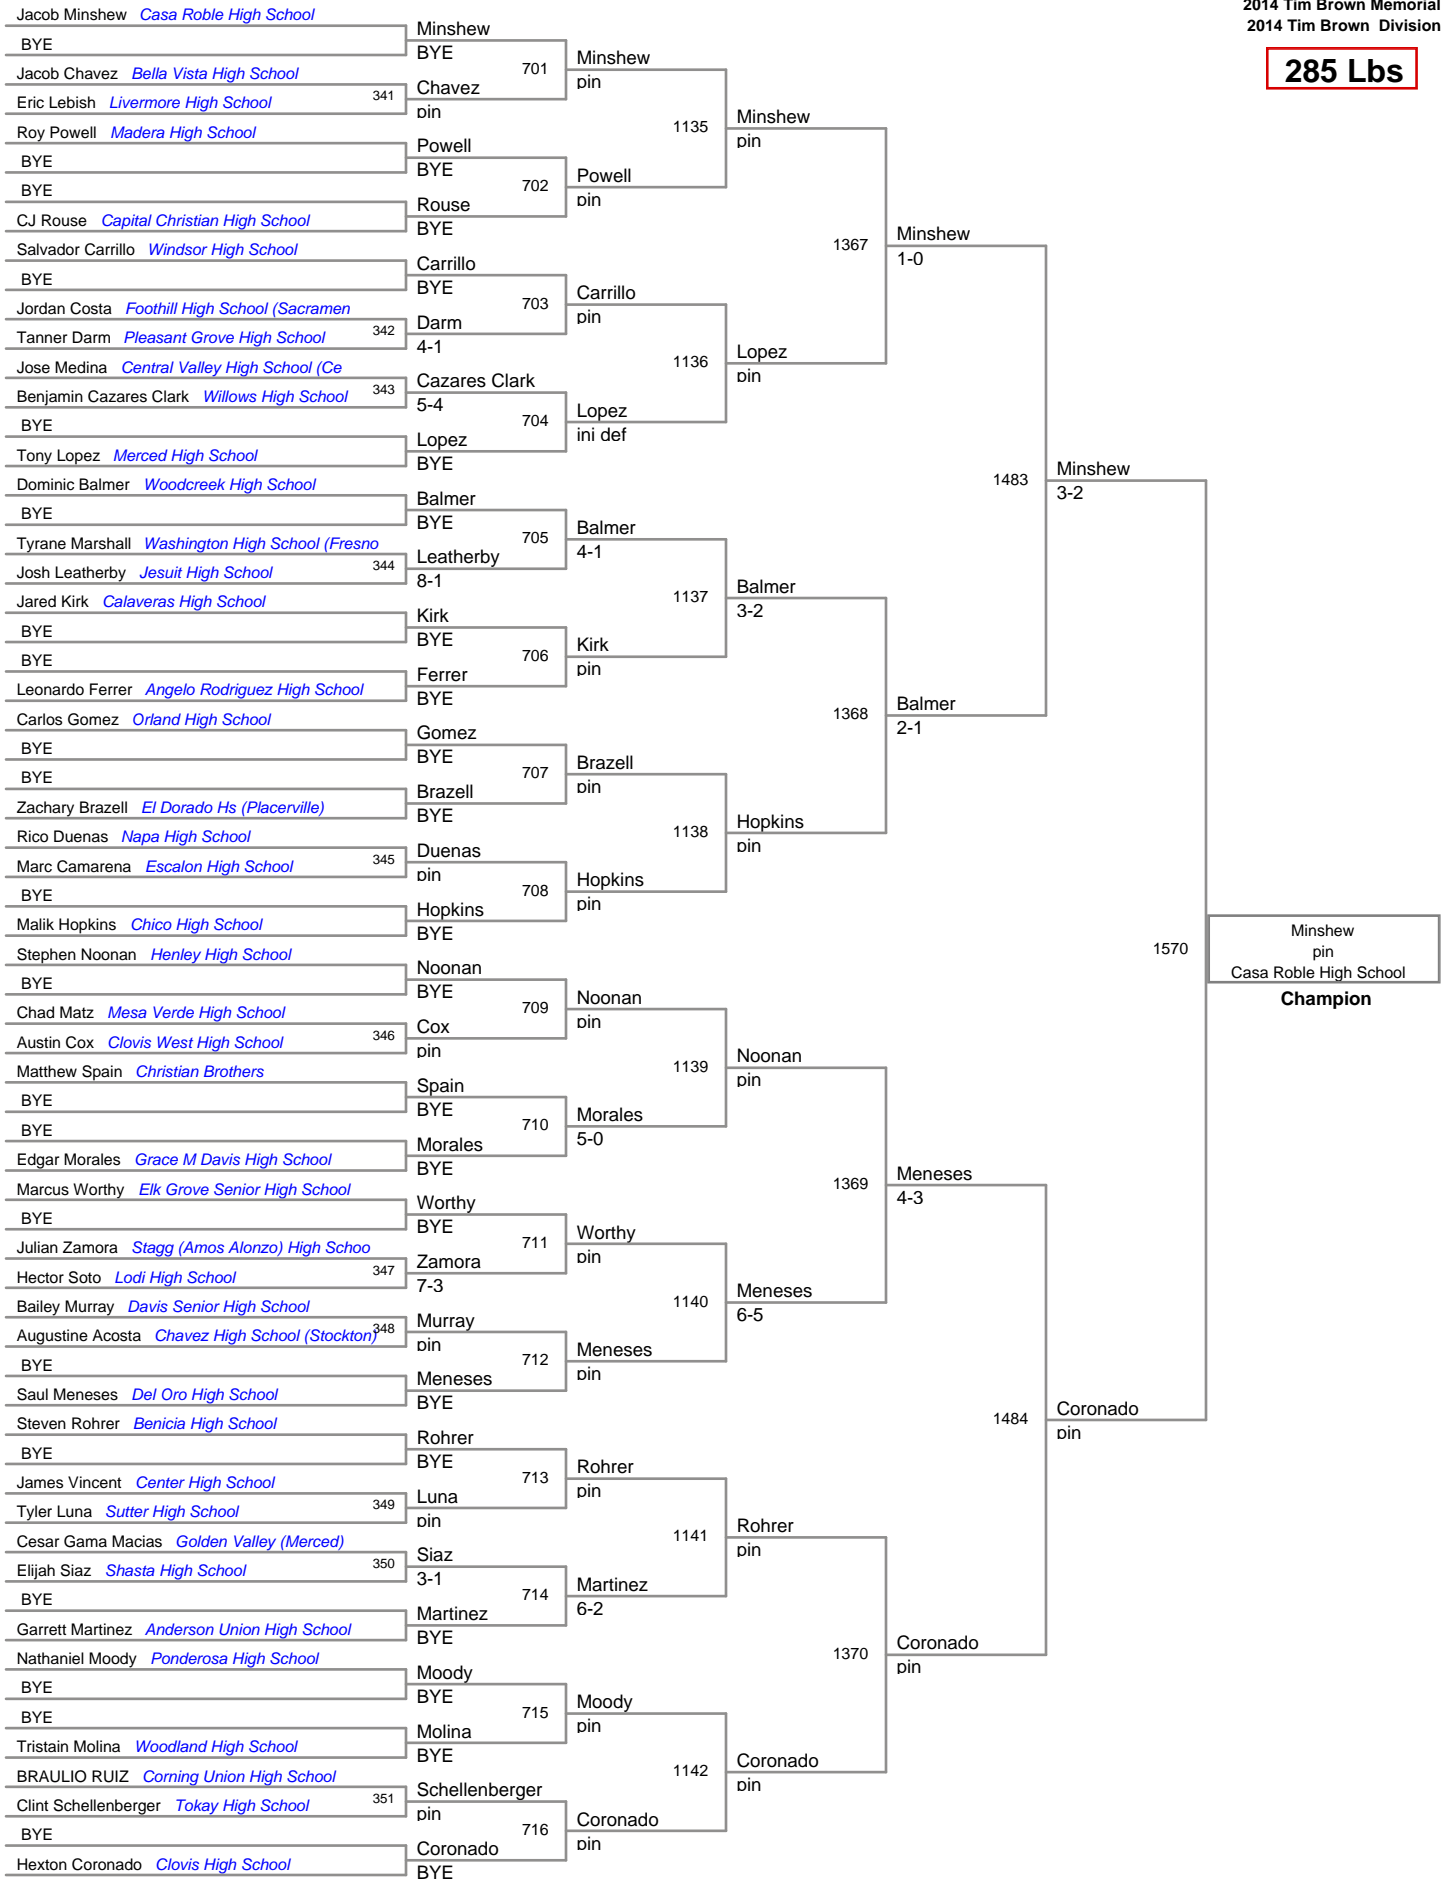 2014 Tim Brown Memorial
2014 Tim Brown Division
285 Lbs
Jacob Minshew Casa Roble High School
BYE
Jacob Chavez Bella Vista High School
Eric Lebish Livermore High School
Roy Powell Madera High School
BYE
BYE
CJ Rouse Capital Christian High School
Salvador Carrillo Windsor High School
BYE
Jordan Costa Foothill High School (Sacramen
Tanner Darm Pleasant Grove High School
Jose Medina Central Valley High School (Ce
Benjamin Cazares Clark Willows High School
BYE
Tony Lopez Merced High School
Dominic Balmer Woodcreek High School
BYE
Tyrane Marshall Washington High School (Fresno
Josh Leatherby Jesuit High School
Jared Kirk Calaveras High School
BYE
BYE
Leonardo Ferrer Angelo Rodriguez High School
Carlos Gomez Orland High School
BYE
BYE
Zachary Brazell El Dorado Hs (Placerville)
Rico Duenas Napa High School
Marc Camarena Escalon High School
BYE
Malik Hopkins Chico High School
Stephen Noonan Henley High School
BYE
Chad Matz Mesa Verde High School
Austin Cox Clovis West High School
Matthew Spain Christian Brothers
BYE
BYE
Edgar Morales Grace M Davis High School
Marcus Worthy Elk Grove Senior High School
BYE
Julian Zamora Stagg (Amos Alonzo) High Schoo
Hector Soto Lodi High School
Bailey Murray Davis Senior High School
Augustine Acosta Chavez High School (Stockton)
BYE
Saul Meneses Del Oro High School
Steven Rohrer Benicia High School
BYE
James Vincent Center High School
Tyler Luna Sutter High School
Cesar Gama Macias Golden Valley (Merced)
Elijah Siaz Shasta High School
BYE
Garrett Martinez Anderson Union High School
Nathaniel Moody Ponderosa High School
BYE
BYE
Tristain Molina Woodland High School
BRAULIO RUIZ Corning Union High School
Clint Schellenberger Tokay High School
BYE
Hexton Coronado Clovis High School
341
342
343
344
345
346
347
348
349
350
351
Minshew
BYE
Chavez
pin
Powell
BYE
Rouse
BYE
Carrillo
BYE
Darm
4-1
Cazares Clark
5-4
Lopez
BYE
Balmer
BYE
Leatherby
8-1
Kirk
BYE
Ferrer
BYE
Gomez
BYE
Brazell
BYE
Duenas
pin
Hopkins
BYE
Noonan
BYE
Cox
pin
Spain
BYE
Morales
BYE
Worthy
BYE
Zamora
7-3
Murray
pin
Meneses
BYE
Rohrer
BYE
Luna
pin
Siaz
3-1
Martinez
BYE
Moody
BYE
Molina
BYE
Schellenberger
pin
Coronado
BYE
701
702
703
704
705
706
707
708
709
710
711
712
713
714
715
716
Minshew
pin
Powell
pin
Carrillo
pin
Lopez
inj def
Balmer
4-1
Kirk
pin
Brazell
pin
Hopkins
pin
Noonan
pin
Morales
5-0
Worthy
pin
Meneses
pin
Rohrer
pin
Martinez
6-2
Moody
pin
Coronado
pin
1135
1136
1137
1138
1139
1140
1141
1142
Minshew
pin
Lopez
pin
Balmer
3-2
Hopkins
pin
Noonan
pin
Meneses
6-5
Rohrer
pin
Coronado
pin
1367
1368
1369
1370
Minshew
1-0
Balmer
2-1
Meneses
4-3
Coronado
pin
1483
1484
Minshew
3-2
Coronado
pin
1570
Minshew
pin
Casa Roble High School
Champion